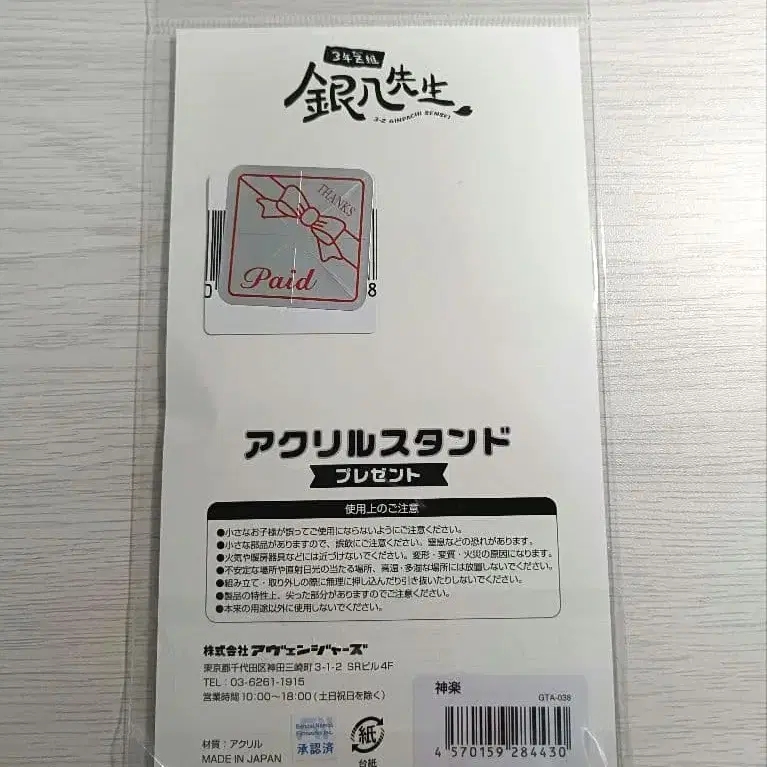 3年Z組
銀八先生
3-Z GINPACHI SENSEI
THANKS
Paid
0 8
アクリルスタンド
プレゼント
使用上のご注意
●小さなお子様が誤ってご使用にならないようにご注意ください。
●小さな部品がありますので、誤飲にご注意ください。窒息などの恐れがあります。
●火気や暖房器具などには近づけないでください。変形・変質・火災の原因になります。
●不安定な場所や直射日光の当たる場所、高温・多湿な場所には放置しないでください。
●組み立て・取り外しの際に無理に押し込んだり引き抜いたりしないでください。
●製品の特性上、尖った部分がありますのでご注意ください。
●本来の用途以外に使用しないでください。
株式会社アヴェンジャーズ
東京都千代田区神田三崎町3-1-2 SRビル4F
TEL：03-6261-1915
営業時間10:00〜18:00(土日祝日を除く)
神楽
GTA-038
4 570159 284430
材質：アクリル
MADE IN JAPAN
承認済
紙
台紙